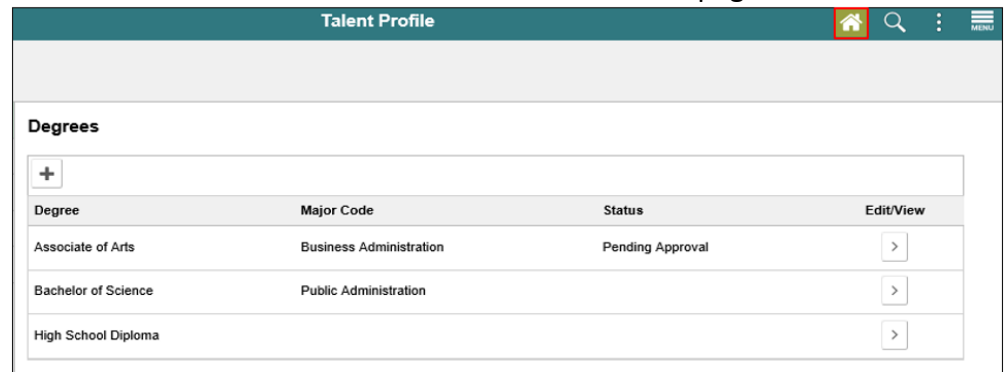 Talent Profile
MENU
Degrees
Degree Major Code Status Edit/View
Associate of Arts Business Administration Pending Approval
Bachelor of Science Public Administration
High School Diploma